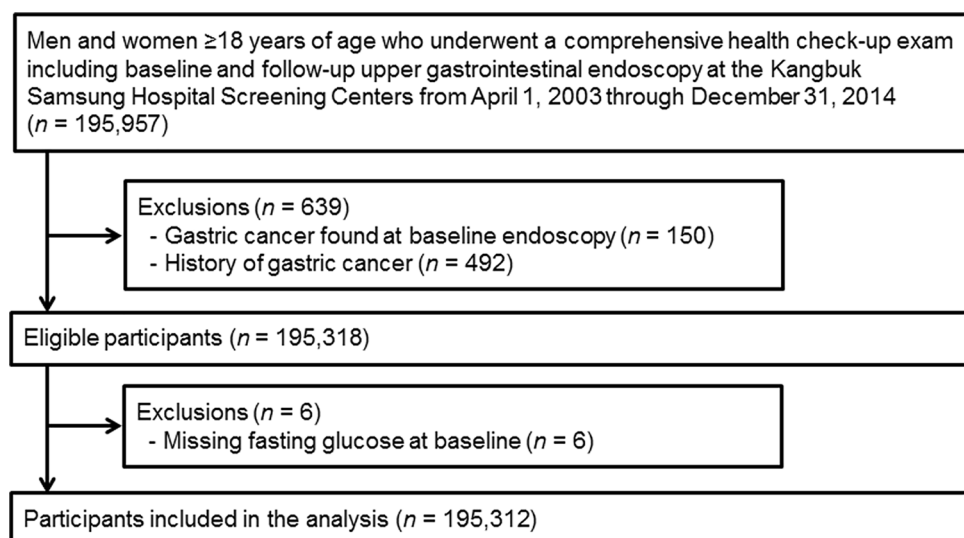 Men and women ≥18 years of age who underwent a comprehensive health check-up exam
including baseline and follow-up upper gastrointestinal endoscopy at the Kangbuk
Samsung Hospital Screening Centers from April 1, 2003 through December 31, 2014
(n = 195,957)
Exclusions (n = 639)
- Gastric cancer found at baseline endoscopy (n = 150)
- History of gastric cancer (n = 492)
Eligible participants (n = 195,318)
Exclusions (n = 6)
- Missing fasting glucose at baseline (n = 6)
Participants included in the analysis (n = 195,312)